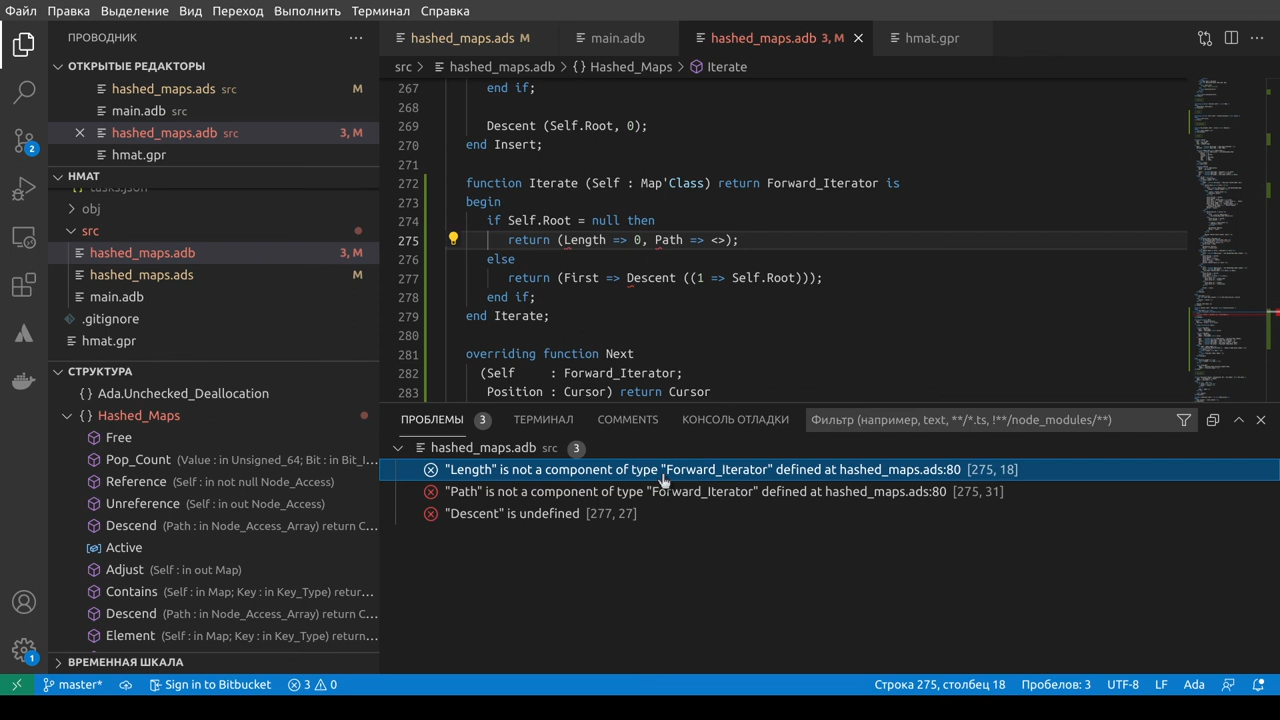 Файл Правка Выделение Вид Переход Выполнить Терминал Справка
ПРОВОДНИК
ОТКРЫТЫЕ РЕДАКТОРЫ
hashed_maps.ads src M
main.adb src
hashed_maps.adb src 3, M
hmat.gpr
HMAT
tasks.json
obj
src
hashed_maps.adb 3, M
hashed_maps.ads M
main.adb
.gitignore
hmat.gpr
СТРУКТУРА
{} Ada.Unchecked_Deallocation
{} Hashed_Maps
Free
Pop_Count (Value : in Unsigned_64; Bit : in Bit_I...
Reference (Self : in not null Node_Access)
Unreference (Self : in out Node_Access)
Descend (Path : in Node_Access_Array) return C...
Active
Adjust (Self : in out Map)
Contains (Self : in Map; Key : in Key_Type) retur...
Descend (Path : in Node_Access_Array) return C...
Element (Self : in Map; Key : in Key_Type) return...
ВРЕМЕННАЯ ШКАЛА
hashed_maps.ads M main.adb hashed_maps.adb 3, M hmat.gpr
src > hashed_maps.adb > {} Hashed_Maps > Iterate
267 end if;
268
269 Descent (Self.Root, 0);
270 end Insert;
271
272 function Iterate (Self : Map'Class) return Forward_Iterator is
273 begin
274 if Self.Root = null then
275 return (Length => 0, Path => <>);
276 else
277 return (First => Descent ((1 => Self.Root)));
278 end if;
279 end Iterate;
280
281 overriding function Next
282 (Self : Forward_Iterator;
283 Position : Cursor) return Cursor
ПРОБЛЕМЫ 3 ТЕРМИНАЛ COMMENTS КОНСОЛЬ ОТЛАДКИ Фильтр (например, text, **/*.ts, !**/node_modules/**)
hashed_maps.adb src 3
"Length" is not a component of type "Forward_Iterator" defined at hashed_maps.ads:80 [275, 18]
"Path" is not a component of type "Forward_Iterator" defined at hashed_maps.ads:80 [275, 31]
"Descent" is undefined [277, 27]
2
1
master* Sign in to Bitbucket 3 0 Строка 275, столбец 18 Пробелов: 3 UTF-8 LF Ada